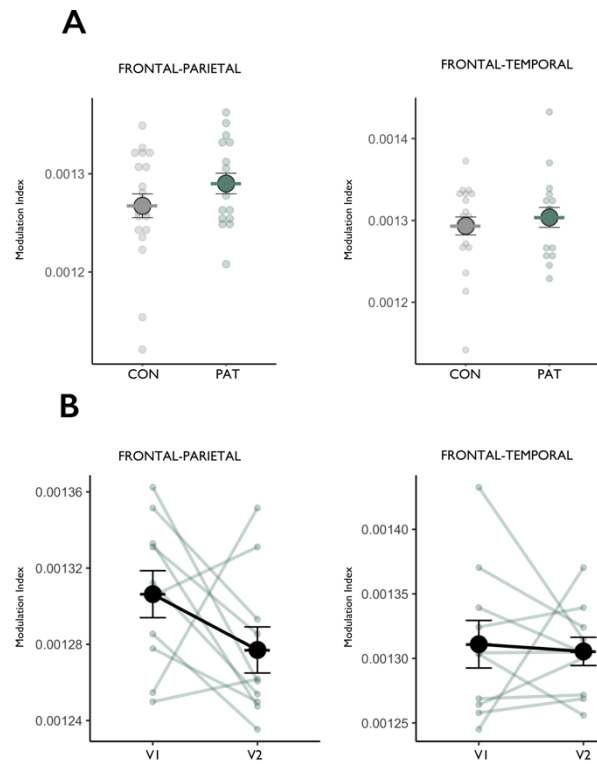 A
FRONTAL-PARIETAL
Modulation Index
0.0013
0.0012
CON
PAT
FRONTAL-TEMPORAL
Modulation Index
0.0014
0.0013
0.0012
CON
PAT
B
FRONTAL-PARIETAL
Modulation Index
0.00136
0.00132
0.00128
0.00124
V1
V2
FRONTAL-TEMPORAL
Modulation Index
0.00140
0.00135
0.00130
0.00125
V1
V2